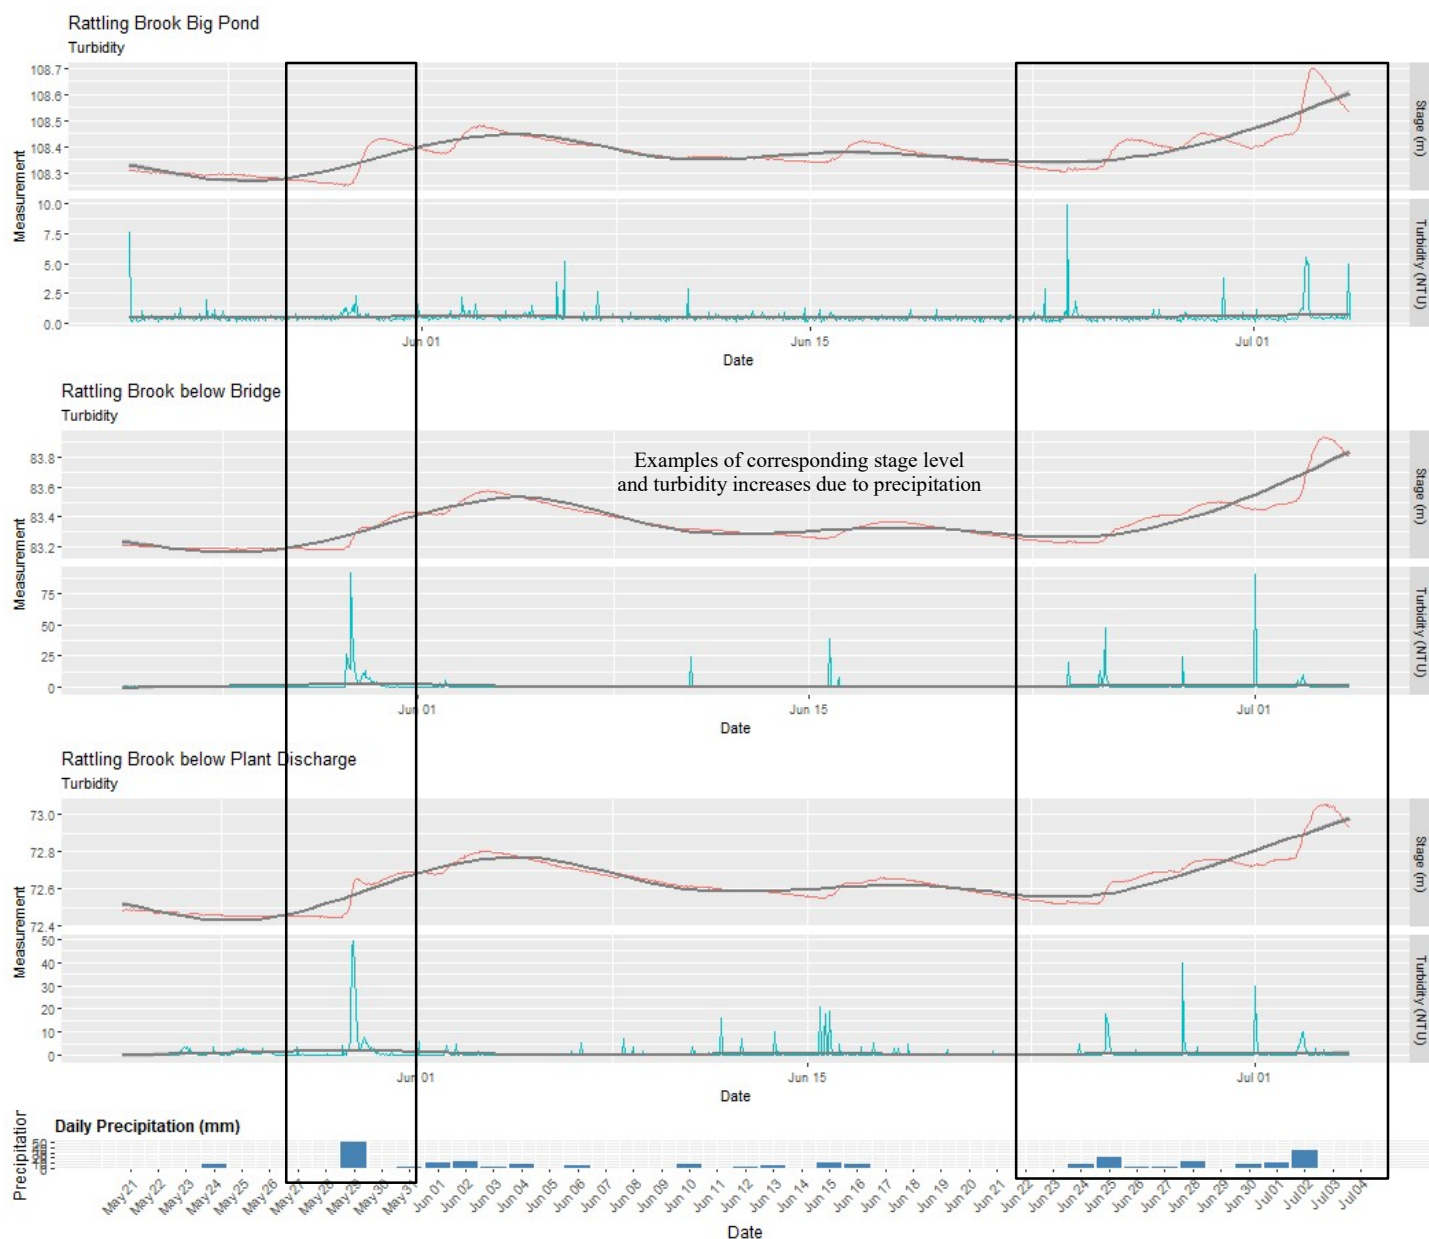 Rattling Brook Big Pond
Turbidity
108.7
108.6
108.5
108.4
108.3
Stage (m)
Measurement
10.0
7.5
5.0
2.5
0.0
Turbidity (NTU)
Jun 01
Jun 15
Jul 01
Date
Rattling Brook below Bridge
Turbidity
83.8
83.6
83.4
83.2
Stage (m)
Examples of corresponding stage level
and turbidity increases due to precipitation
Measurement
75
50
25
0
Turbidity (NTU)
Jun 01
Jun 15
Jul 01
Date
Rattling Brook below Plant Discharge
Turbidity
73.0
72.8
72.6
72.4
Stage (m)
Measurement
50
40
30
20
10
0
Turbidity (NTU)
Jun 01
Jun 15
Jul 01
Date
Daily Precipitation (mm)
Precipitation
50
May 21
May 22
May 23
May 24
May 25
May 26
May 27
May 28
May 29
May 30
May 31
Jun 01
Jun 02
Jun 03
Jun 04
Jun 05
Jun 06
Jun 07
Jun 08
Jun 09
Jun 10
Jun 11
Jun 12
Jun 13
Jun 14
Jun 15
Jun 16
Jun 17
Jun 18
Jun 19
Jun 20
Jun 21
Jun 22
Jun 23
Jun 24
Jun 25
Jun 26
Jun 27
Jun 28
Jun 29
Jun 30
Jul 01
Jul 02
Jul 03
Jul 04
Date